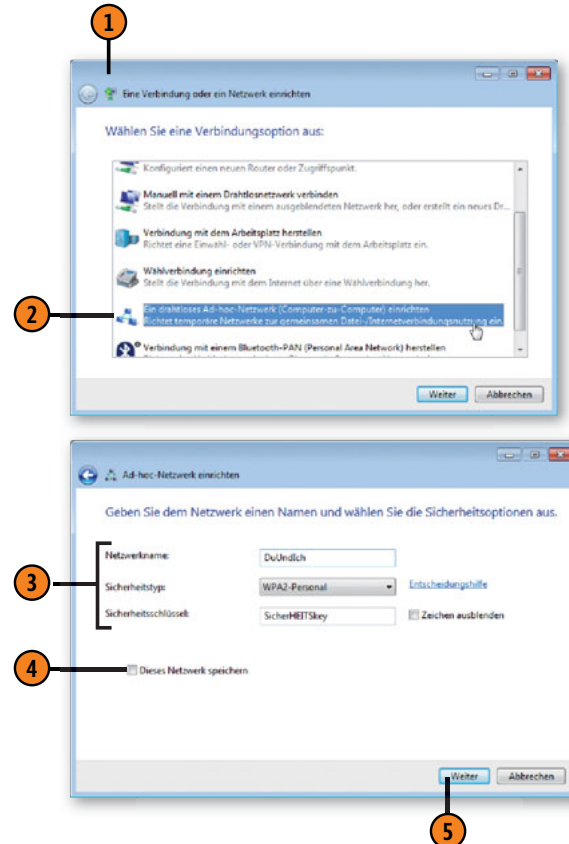 1
Eine Verbindung oder ein Netzwerk einrichten
Wählen Sie eine Verbindungsoption aus:
Konfiguriert einen neuen Router oder Zugriffspunkt.
Manuell mit einem Drahtlosnetzwerk verbinden
Stellt die Verbindung mit einem ausgeblendeten Netzwerk her, oder erstellt ein neues Dr...
Verbindung mit dem Arbeitsplatz herstellen
Richtet eine Einwähl- oder VPN-Verbindung mit dem Arbeitsplatz ein.
Wählverbindung einrichten
Stellt die Verbindung mit dem Internet über eine Wählverbindung her.
2
Ein drahtloses Ad-hoc-Netzwerk (Computer-zu-Computer) einrichten
Richtet temporäre Netzwerke zur gemeinsamen Datei-/Internetverbindungsnutzung ein.
Verbindung mit einem Bluetooth-PAN (Personal Area Network) herstellen
Weiter Abbrechen
Ad-hoc-Netzwerk einrichten
Geben Sie dem Netzwerk einen Namen und wählen Sie die Sicherheitsoptionen aus.
Netzwerkname: DuUndIch
3
Sicherheitstyp: WPA2-Personal Entscheidungshilfe
Sicherheitsschlüssel: SicherHEITSkey Zeichen ausblenden
4 Dieses Netzwerk speichern
Weiter Abbrechen
5